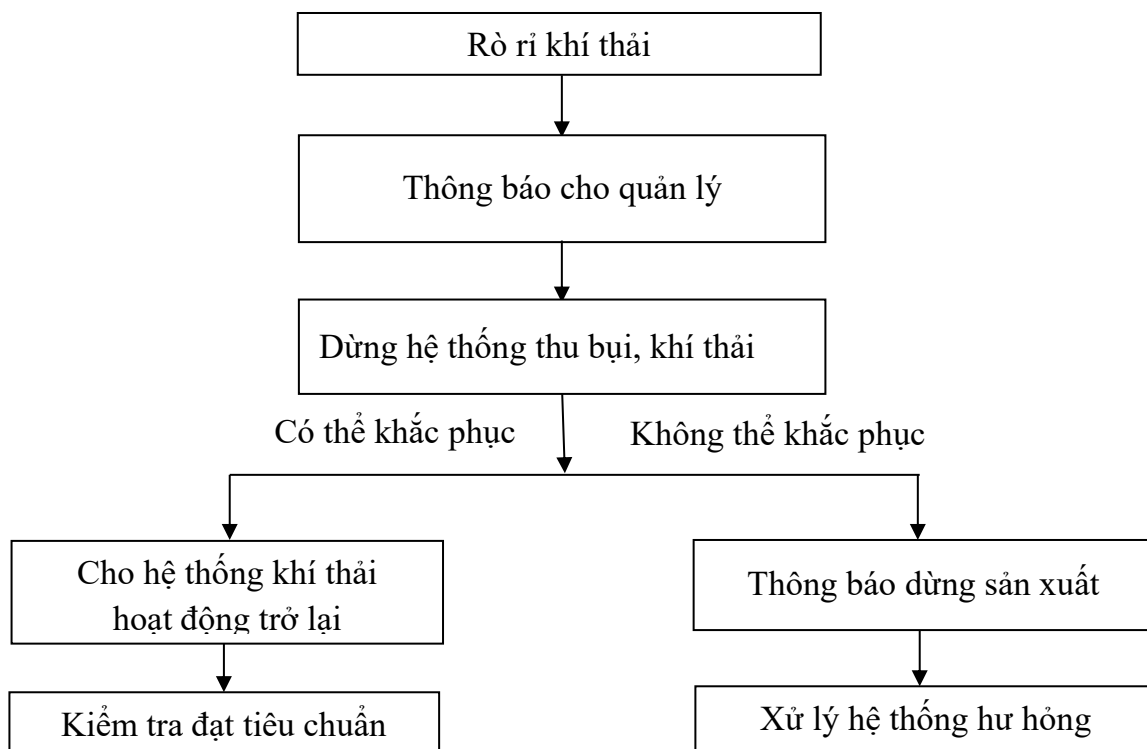 Rò rỉ khí thải
Thông báo cho quản lý
Dừng hệ thống thu bụi, khí thải
Có thể khắc phục
Không thể khắc phục
Cho hệ thống khí thải
hoạt động trở lại
Thông báo dừng sản xuất
Kiểm tra đạt tiêu chuẩn
Xử lý hệ thống hư hỏng